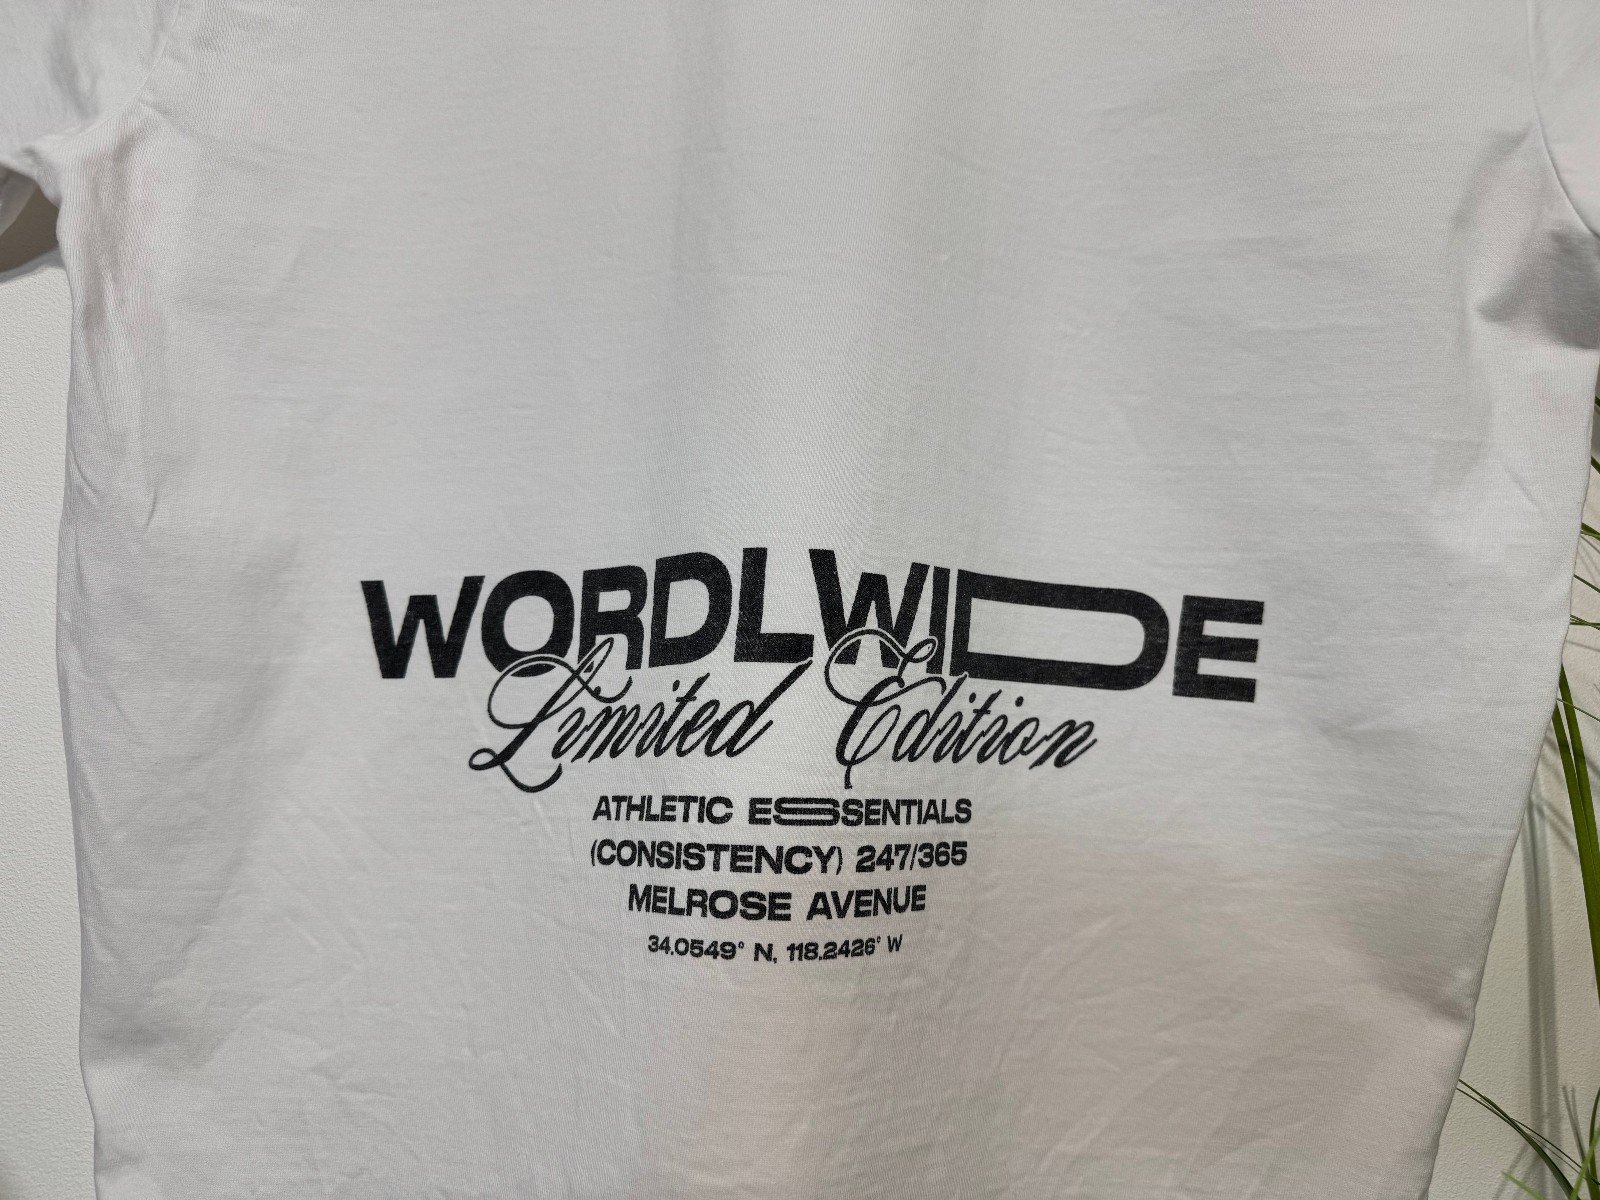 WORDLWIDE
Limited Edition
ATHLETIC ESSENTIALS
(CONSISTENCY) 247/365
MELROSE AVENUE
34.0549° N, 118.2426° W